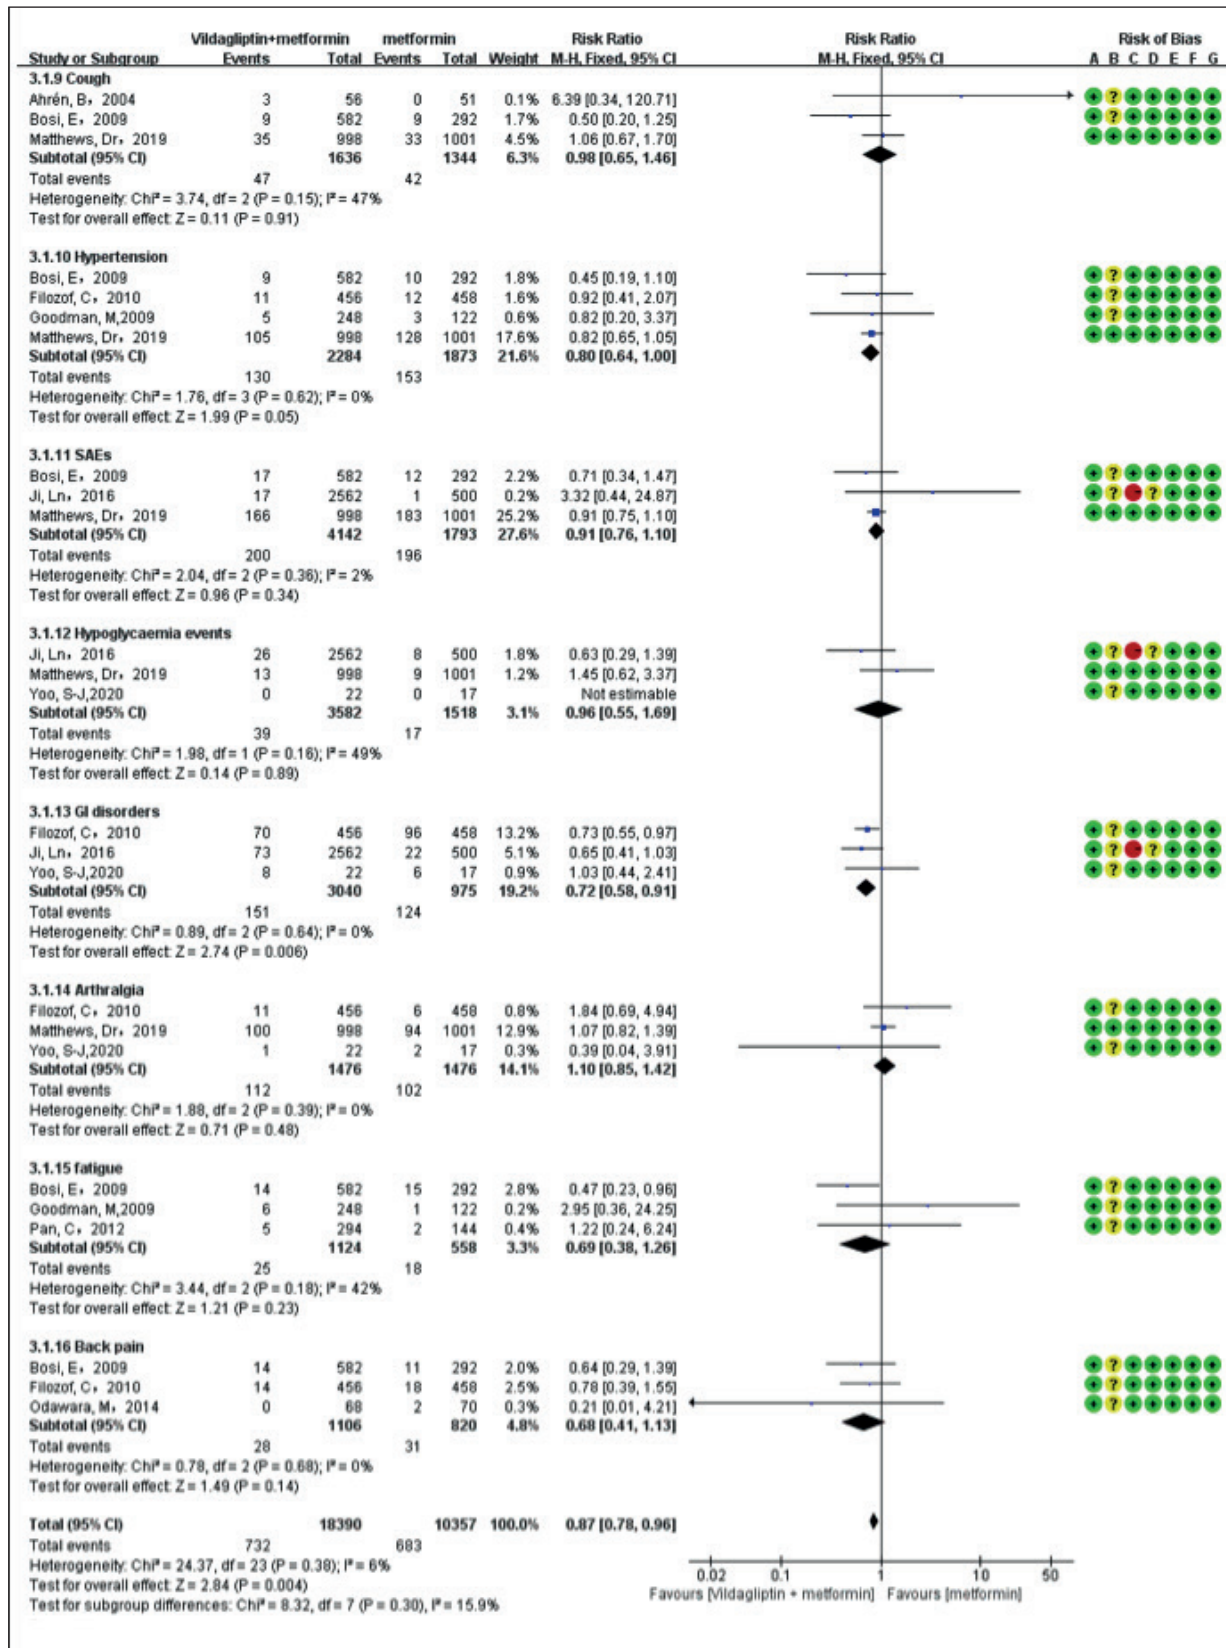 Vildagliptin+metformin metformin Risk Ratio Risk Ratio Risk of Bias
Study or Subgroup Events Total Events Total Weight M-H, Fixed, 95% CI M-H, Fixed, 95% CI A B C D E F G
3.1.9 Cough
Ahrén, B, 2004 3 56 0 51 0.1% 6.39 [0.34, 120.71] + ? + + + + +
Bosi, E, 2009 9 582 9 292 1.7% 0.50 [0.20, 1.25] + ? + + + + +
Matthews, Dr, 2019 35 998 33 1001 4.5% 1.06 [0.67, 1.70] + + + + + + +
Subtotal (95% CI) 1636 1344 6.3% 0.98 [0.65, 1.46]
Total events 47 42
Heterogeneity: Chi² = 3.74, df = 2 (P = 0.15); I² = 47%
Test for overall effect: Z = 0.11 (P = 0.91)
3.1.10 Hypertension
Bosi, E, 2009 9 582 10 292 1.8% 0.45 [0.19, 1.10] + ? + + + + +
Filozof, C, 2010 11 456 12 458 1.6% 0.92 [0.41, 2.07] + ? + + + + +
Goodman, M,2009 5 248 3 122 0.6% 0.82 [0.20, 3.37] + ? + + + + +
Matthews, Dr, 2019 105 998 128 1001 17.6% 0.82 [0.65, 1.05] + + + + + + +
Subtotal (95% CI) 2284 1873 21.6% 0.80 [0.64, 1.00]
Total events 130 153
Heterogeneity: Chi² = 1.76, df = 3 (P = 0.62); I² = 0%
Test for overall effect: Z = 1.99 (P = 0.05)
3.1.11 SAEs
Bosi, E, 2009 17 582 12 292 2.2% 0.71 [0.34, 1.47] + ? + + + + +
Ji, Ln, 2016 17 2562 1 500 0.2% 3.32 [0.44, 24.87] + ? - ? + + +
Matthews, Dr, 2019 166 998 183 1001 25.2% 0.91 [0.75, 1.10] + + + + + + +
Subtotal (95% CI) 4142 1793 27.6% 0.91 [0.76, 1.10]
Total events 200 196
Heterogeneity: Chi² = 2.04, df = 2 (P = 0.36); I² = 2%
Test for overall effect: Z = 0.96 (P = 0.34)
3.1.12 Hypoglycaemia events
Ji, Ln, 2016 26 2562 8 500 1.8% 0.63 [0.29, 1.39] + ? - ? + + +
Matthews, Dr, 2019 13 998 9 1001 1.2% 1.45 [0.62, 3.37] + + + + + + +
Yoo, S-J,2020 0 22 0 17 Not estimable + ? + + + + +
Subtotal (95% CI) 3582 1518 3.1% 0.96 [0.55, 1.69]
Total events 39 17
Heterogeneity: Chi² = 1.98, df = 1 (P = 0.16); I² = 49%
Test for overall effect: Z = 0.14 (P = 0.89)
3.1.13 GI disorders
Filozof, C, 2010 70 456 96 458 13.2% 0.73 [0.55, 0.97] + ? + + + + +
Ji, Ln, 2016 73 2562 22 500 5.1% 0.65 [0.41, 1.03] + ? - ? + + +
Yoo, S-J,2020 8 22 6 17 0.9% 1.03 [0.44, 2.41] + ? + + + + +
Subtotal (95% CI) 3040 975 19.2% 0.72 [0.58, 0.91]
Total events 151 124
Heterogeneity: Chi² = 0.89, df = 2 (P = 0.64); I² = 0%
Test for overall effect: Z = 2.74 (P = 0.006)
3.1.14 Arthralgia
Filozof, C, 2010 11 456 6 458 0.8% 1.84 [0.69, 4.94] + ? + + + + +
Matthews, Dr, 2019 100 998 94 1001 12.9% 1.07 [0.82, 1.39] + + + + + + +
Yoo, S-J,2020 1 22 2 17 0.3% 0.39 [0.04, 3.91] + ? + + + + +
Subtotal (95% CI) 1476 1476 14.1% 1.10 [0.85, 1.42]
Total events 112 102
Heterogeneity: Chi² = 1.88, df = 2 (P = 0.39); I² = 0%
Test for overall effect: Z = 0.71 (P = 0.48)
3.1.15 fatigue
Bosi, E, 2009 14 582 15 292 2.8% 0.47 [0.23, 0.96] + ? + + + + +
Goodman, M,2009 6 248 1 122 0.2% 2.95 [0.36, 24.25] + ? + + + + +
Pan, C, 2012 5 294 2 144 0.4% 1.22 [0.24, 6.24] + ? + + + + +
Subtotal (95% CI) 1124 558 3.3% 0.69 [0.38, 1.26]
Total events 25 18
Heterogeneity: Chi² = 3.44, df = 2 (P = 0.18); I² = 42%
Test for overall effect: Z = 1.21 (P = 0.23)
3.1.16 Back pain
Bosi, E, 2009 14 582 11 292 2.0% 0.64 [0.29, 1.39] + ? + + + + +
Filozof, C, 2010 14 456 18 458 2.5% 0.78 [0.39, 1.55] + ? + + + + +
Odawara, M, 2014 0 68 2 70 0.3% 0.21 [0.01, 4.21] + ? + + + + +
Subtotal (95% CI) 1106 820 4.8% 0.68 [0.41, 1.13]
Total events 28 31
Heterogeneity: Chi² = 0.78, df = 2 (P = 0.68); I² = 0%
Test for overall effect: Z = 1.49 (P = 0.14)
Total (95% CI) 18390 10357 100.0% 0.87 [0.78, 0.96]
Total events 732 683
Heterogeneity: Chi² = 24.37, df = 23 (P = 0.38); I² = 6%
Test for overall effect: Z = 2.84 (P = 0.004)
Test for subgroup differences: Chi² = 8.32, df = 7 (P = 0.30), I² = 15.9%
0.02 0.1 1 10 50
Favours [Vildagliptin + metformin] Favours [metformin]